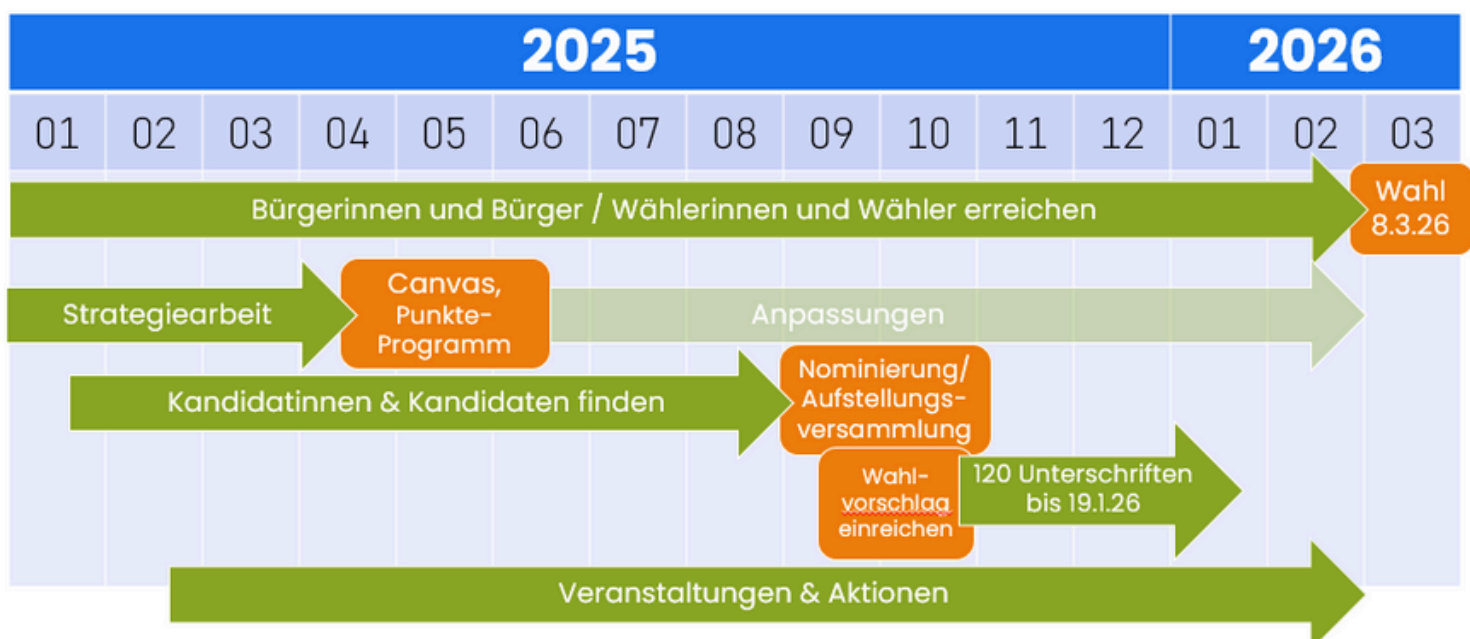 2025 2026
01 02 03 04 05 06 07 08 09 10 11 12 01 02 03
Bürgerinnen und Bürger / Wählerinnen und Wähler erreichen
Wahl
8.3.26
Strategiearbeit
Canvas,
Punkte-
Programm
Anpassungen
Kandidatinnen & Kandidaten finden
Nominierung/
Aufstellungs-
versammlung
Wahl-
vorschlag
einreichen
120 Unterschriften
bis 19.1.26
Veranstaltungen & Aktionen